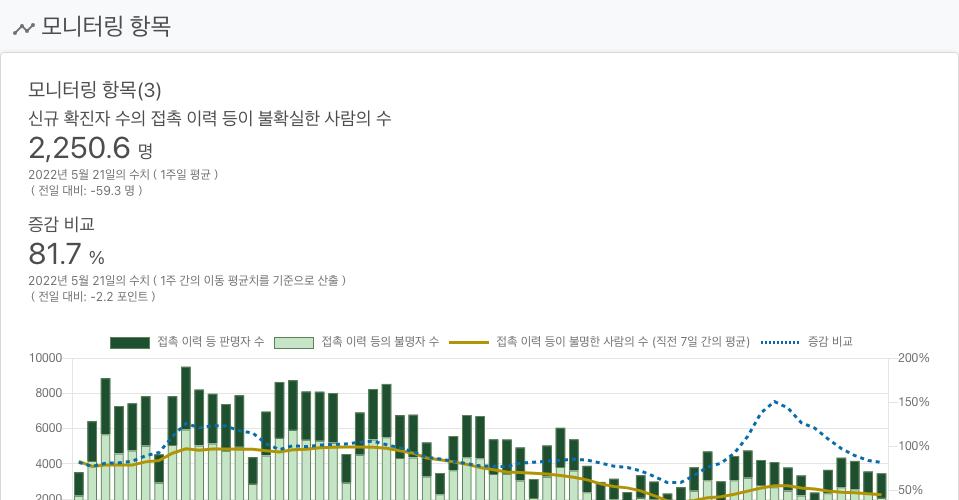 모니터링 항목
모니터링 항목(3)
신규 확진자 수의 접촉 이력 등이 불확실한 사람의 수
2,250.6 명
2022년 5월 21일의 수치 ( 1주일 평균 )
( 전일 대비: -59.3 명 )
증감 비교
81.7 %
2022년 5월 21일의 수치 ( 1주 간의 이동 평균치를 기준으로 산출 )
( 전일 대비: -2.2 포인트 )
접촉 이력 등 판명자 수 접촉 이력 등의 불명자 수 접촉 이력 등이 불명한 사람의 수 (직전 7일 간의 평균) 증감 비교
10000 200%
8000 150%
6000 100%
4000 50%
2000